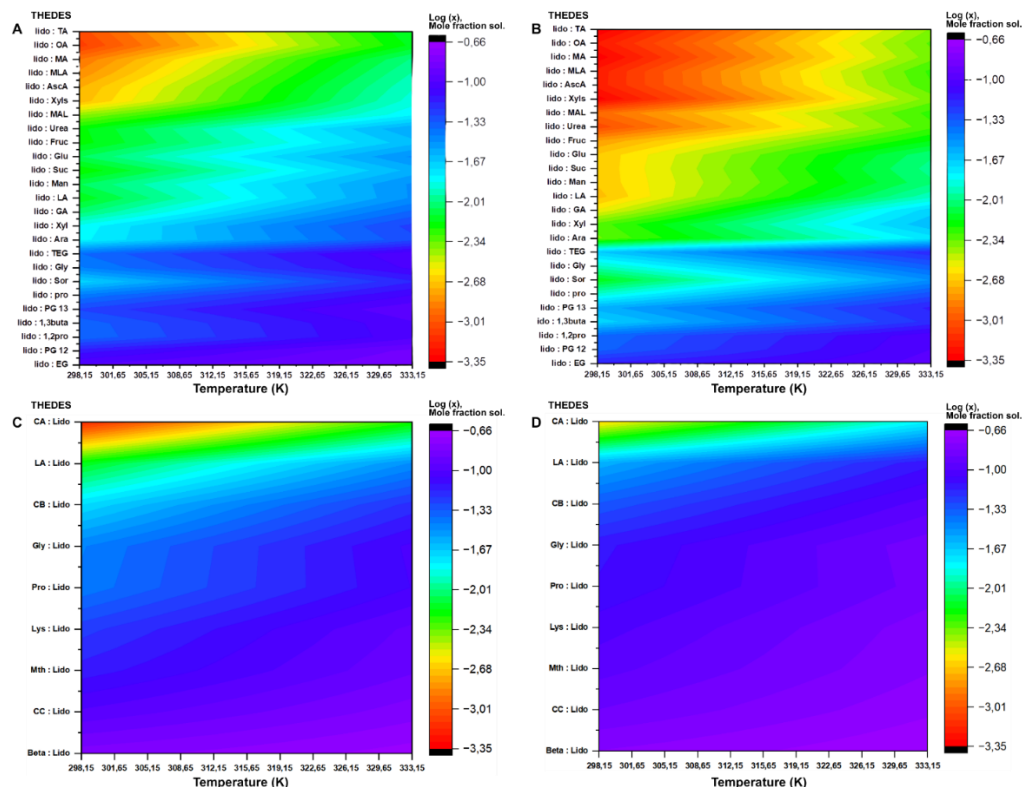 THEDES
A
lido : TA
lido : OA
lido : MA
lido : MLA
lido : AscA
lido : Xyls
lido : MAL
lido : Urea
lido : Fruc
lido : Glu
lido : Suc
lido : Man
lido : LA
lido : GA
lido : Xyl
lido : Ara
lido : TEG
lido : Gly
lido : Sor
lido : pro
lido : PG 13
lido : 1,3buta
lido : 1,2pro
lido : PG 12
lido : EG
298,15 301,65 305,15 308,65 312,15 315,65 319,15 322,65 326,15 329,65 333,15
Temperature (K)
Log (x),
Mole fraction sol.
−0,66
−1,00
−1,33
−1,67
−2,01
−2,34
−2,68
−3,01
−3,35
THEDES
B
lido : TA
lido : OA
lido : MA
lido : MLA
lido : AscA
lido : Xyls
lido : MAL
lido : Urea
lido : Fruc
lido : Glu
lido : Suc
lido : Man
lido : LA
lido : GA
lido : Xyl
lido : Ara
lido : TEG
lido : Gly
lido : Sor
lido : pro
lido : PG 13
ido : 1,3buta
lido : 1,2pro
lido : PG 12
lido : EG
298,15 301,65 305,15 308,65 312,15 315,65 319,15 322,65 326,15 329,65 333,15
Temperature (K)
Log (x),
Mole fraction sol.
−0,66
−1,00
−1,33
−1,67
−2,01
−2,34
−2,68
−3,01
−3,35
THEDES
C
CA : Lido
LA : Lido
CB : Lido
Gly : Lido
Pro : Lido
Lys : Lido
Mth : Lido
CC : Lido
Beta : Lido
298,15 301,65 305,15 308,65 312,15 315,65 319,15 322,65 326,15 329,65 333,15
Temperature (K)
Log (x),
Mole fraction sol.
−0,66
−1,00
−1,33
−1,67
−2,01
−2,34
−2,68
−3,01
−3,35
THEDES
D
CA : Lido
LA : Lido
CB : Lido
Gly : Lido
Pro : Lido
Lys : Lido
Mth : Lido
CC : Lido
Beta : Lido
298,15 301,65 305,15 308,65 312,15 315,65 319,15 322,65 326,15 329,65 333,15
Temperature (K)
Log (x),
Mole fraction sol.
−0,66
−1,00
−1,33
−1,67
−2,01
−2,34
−2,68
−3,01
−3,35